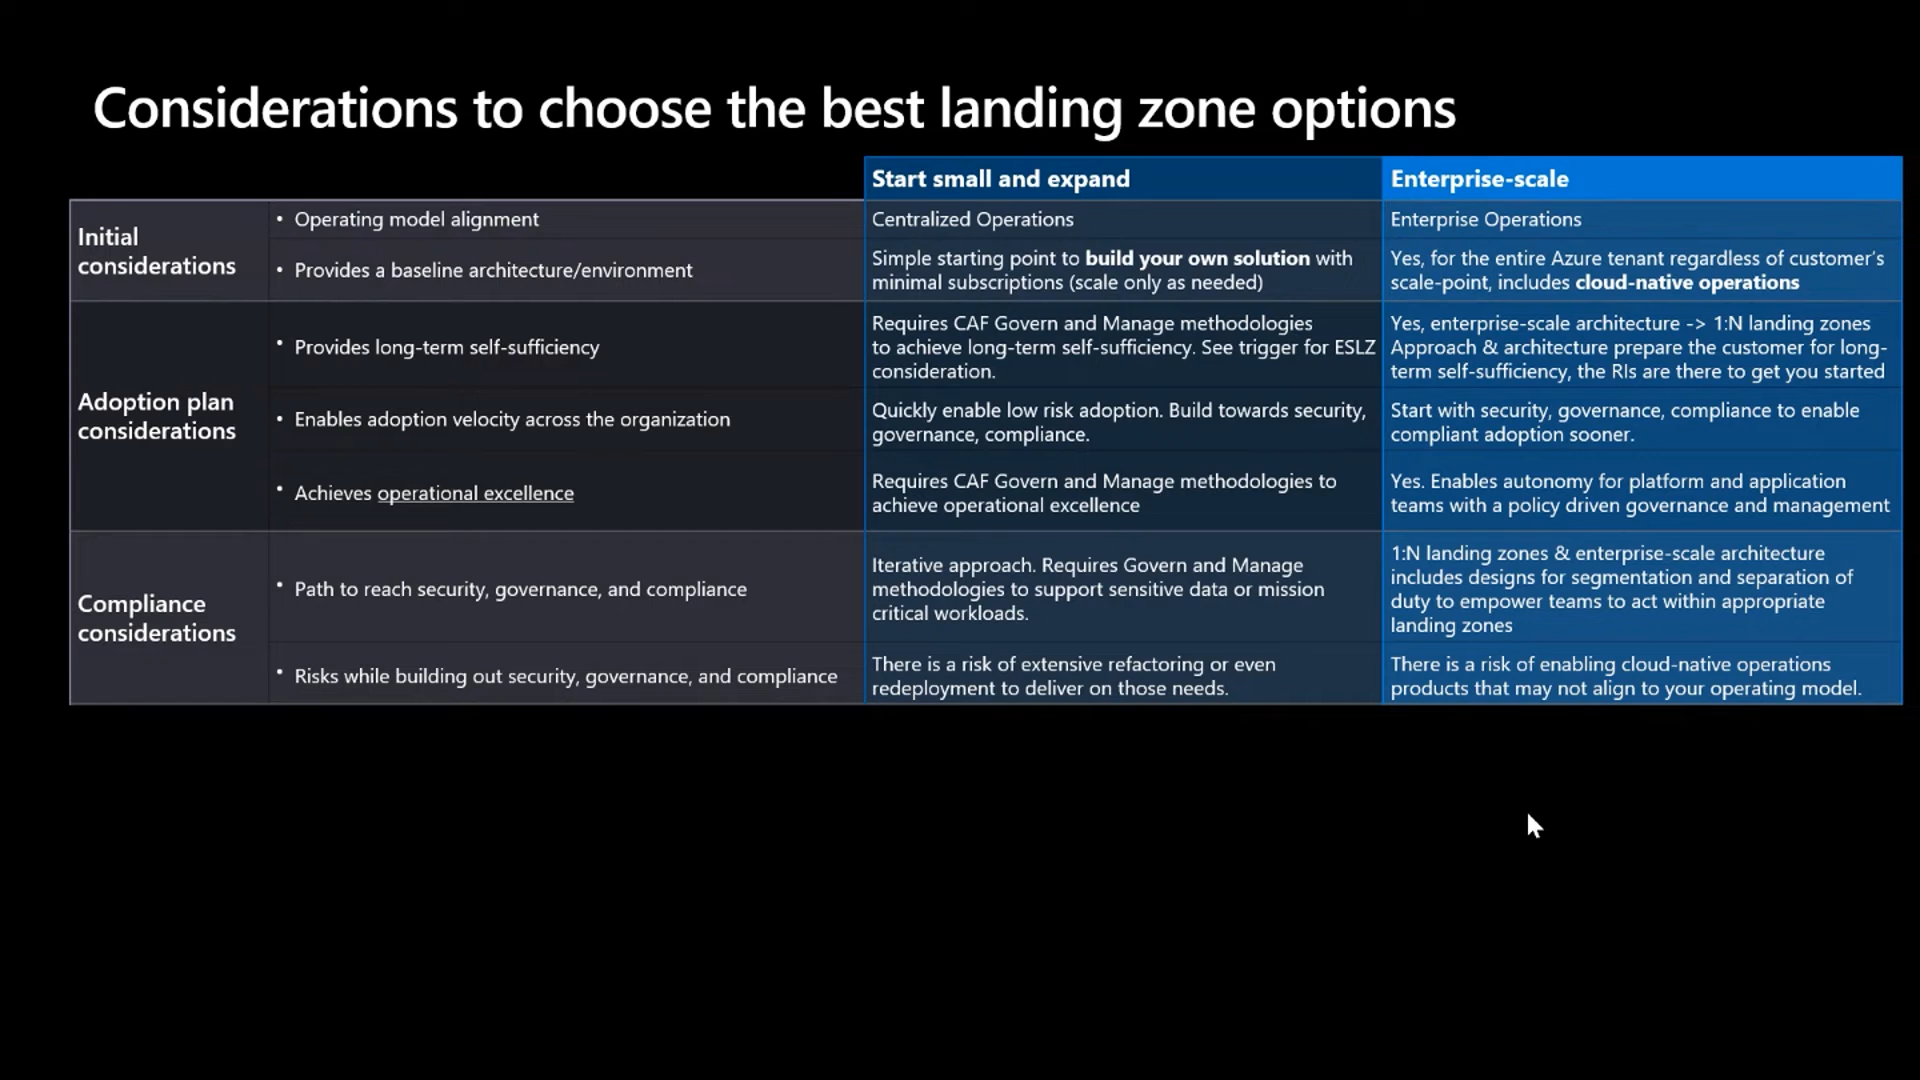 Considerations to choose the best landing zone options
Start small and expand
Enterprise-scale
Initial
considerations
• Operating model alignment
Centralized Operations
Enterprise Operations
• Provides a baseline architecture/environment
Simple starting point to build your own solution with
minimal subscriptions (scale only as needed)
Yes, for the entire Azure tenant regardless of customer's
scale-point, includes cloud-native operations
Adoption plan
considerations
• Provides long-term self-sufficiency
Requires CAF Govern and Manage methodologies
to achieve long-term self-sufficiency. See trigger for ESLZ
consideration.
Yes, enterprise-scale architecture -> 1:N landing zones
Approach & architecture prepare the customer for long-
term self-sufficiency, the RIs are there to get you started
• Enables adoption velocity across the organization
Quickly enable low risk adoption. Build towards security,
governance, compliance.
Start with security, governance, compliance to enable
compliant adoption sooner.
• Achieves operational excellence
Requires CAF Govern and Manage methodologies to
achieve operational excellence
Yes. Enables autonomy for platform and application
teams with a policy driven governance and management
Compliance
considerations
• Path to reach security, governance, and compliance
Iterative approach. Requires Govern and Manage
methodologies to support sensitive data or mission
critical workloads.
1:N landing zones & enterprise-scale architecture
includes designs for segmentation and separation of
duty to empower teams to act within appropriate
landing zones
• Risks while building out security, governance, and compliance
There is a risk of extensive refactoring or even
redeployment to deliver on those needs.
There is a risk of enabling cloud-native operations
products that may not align to your operating model.